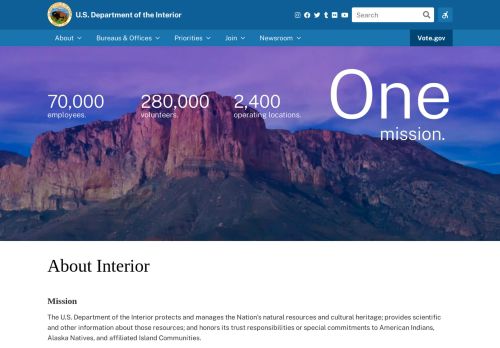 U.S. Department of the Interior
Search
About
Bureaus & Offices
Priorities
Join
Newsroom
Vote.gov
70,000
employees.
280,000
volunteers.
2,400
operating locations.
One
mission.
About Interior
Mission
The U.S. Department of the Interior protects and manages the Nation's natural resources and cultural heritage; provides scientific
and other information about those resources; and honors its trust responsibilities or special commitments to American Indians,
Alaska Natives, and affiliated Island Communities.